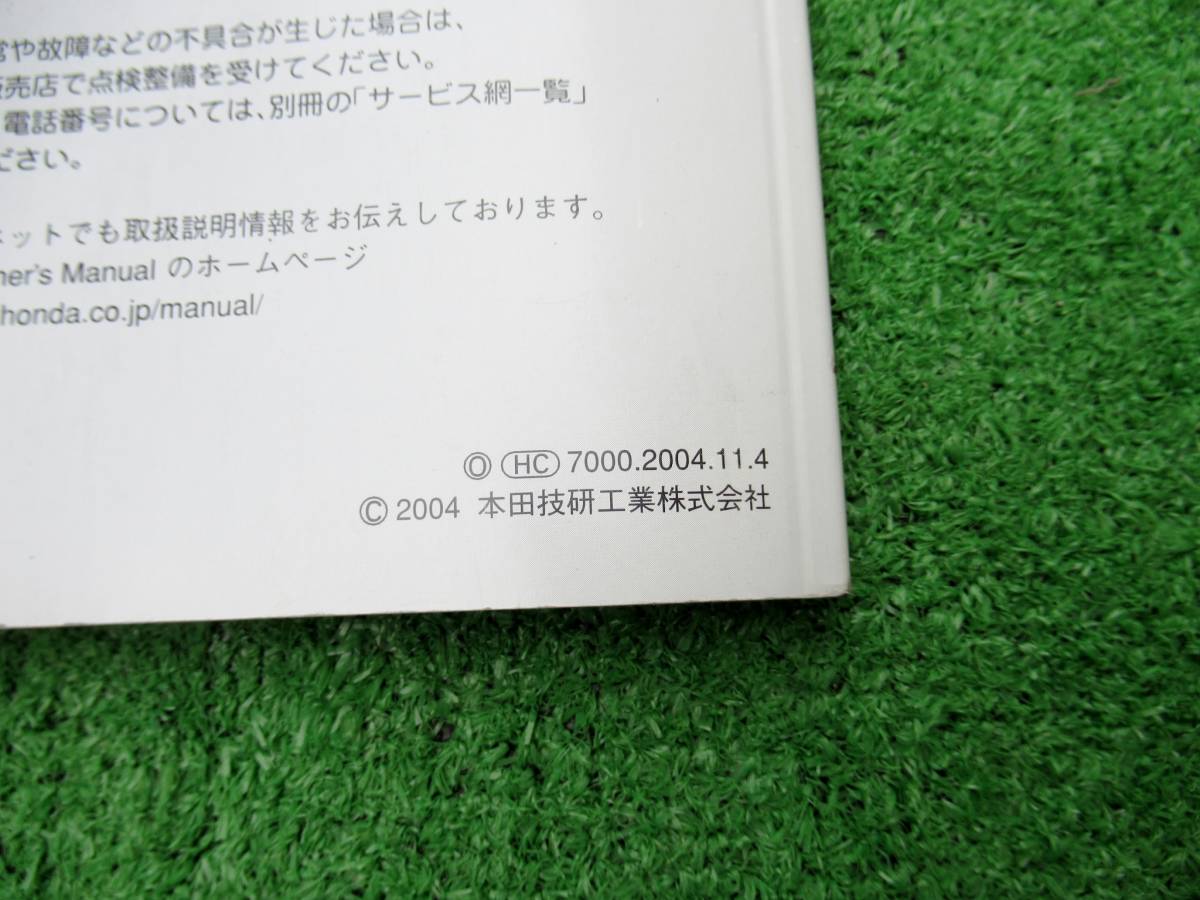 や故障などの不具合が生じた場合は、
売店で点検整備を受けてください。
電話番号については、別冊の「サービス網一覧」
ださい。
ットでも取扱説明情報をお伝えしております。
ner's Manual のホームページ
honda.co.jp/manual/
Ⓞ HC 7000.2004.11.4
© 2004 本田技研工業株式会社